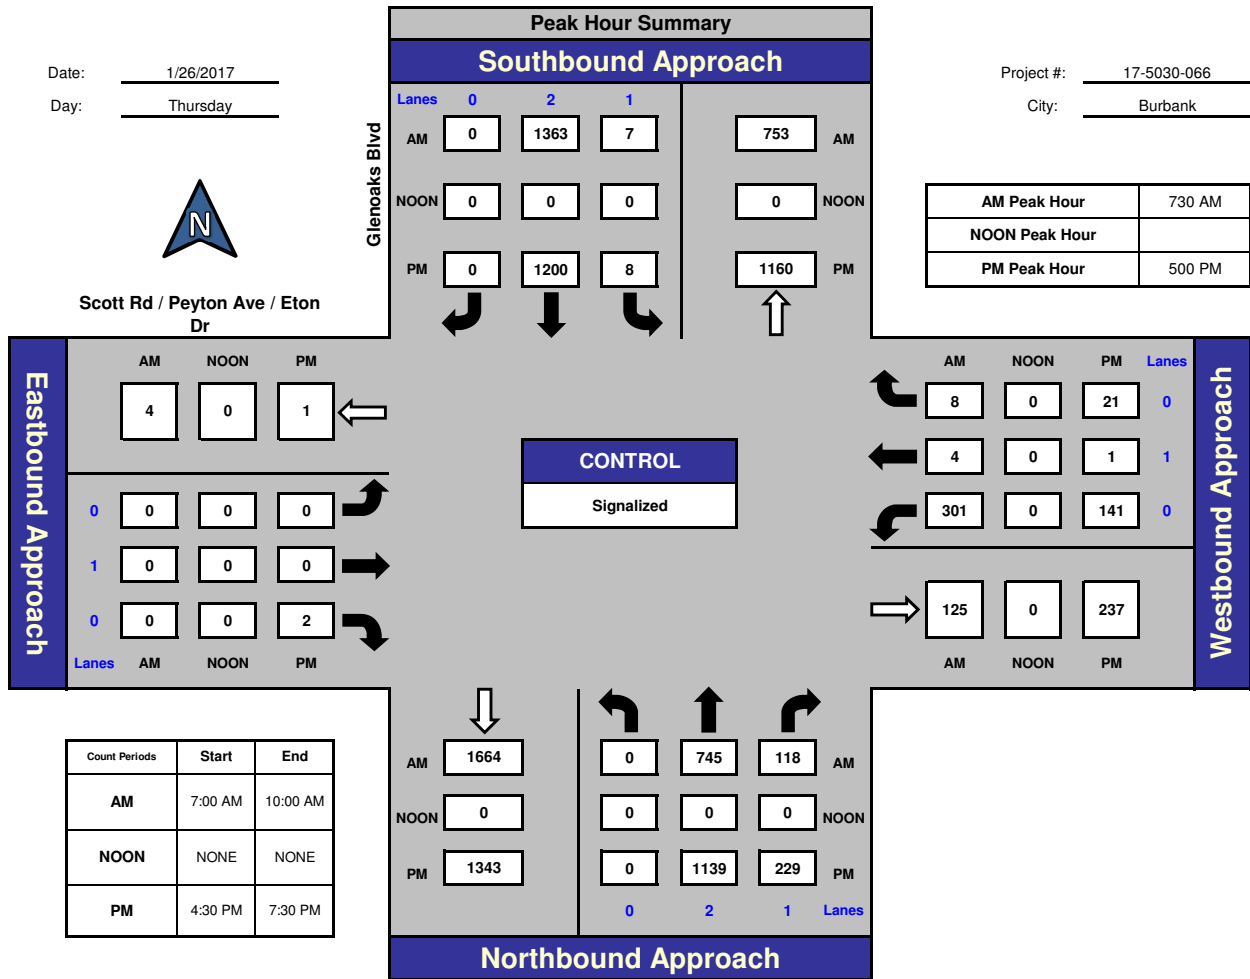 Peak Hour Summary
Southbound Approach
Date: 1/26/2017
Day: Thursday
Project #: 17-5030-066
City: Burbank
N
Scott Rd / Peyton Ave / Eton
Dr
Glenoaks Blvd
Lanes 0 2 1
AM 0 1363 7 753 AM
NOON 0 0 0 0 NOON
PM 0 1200 8 1160 PM
AM Peak Hour 730 AM
NOON Peak Hour
PM Peak Hour 500 PM
Eastbound Approach
AM NOON PM
4 0 1
0 0 0 0
1 0 0 0
0 0 0 2
Lanes AM NOON PM
CONTROL
Signalized
AM NOON PM Lanes
8 0 21 0
4 0 1 1
301 0 141 0
125 0 237
AM NOON PM
Westbound Approach
Count Periods Start End
AM 7:00 AM 10:00 AM
NOON NONE NONE
PM 4:30 PM 7:30 PM
AM 1664 0 745 118 AM
NOON 0 0 0 0 NOON
PM 1343 0 1139 229 PM
0 2 1 Lanes
Northbound Approach